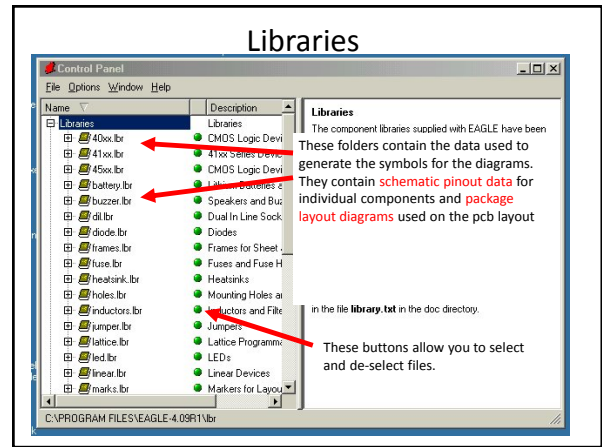 Libraries
Control Panel
File Options Window Help
Name Description
Libraries Libraries
40xx.lbr CMOS Logic Devi
41xx.lbr 41xx Series Devic
45xx.lbr CMOS Logic Devi
battery.lbr Lithium Batteries a
buzzer.lbr Speakers and Buz
dil.lbr Dual In Line Sock
diode.lbr Diodes
frames.lbr Frames for Sheet
fuse.lbr Fuses and Fuse H
heatsink.lbr Heatsinks
holes.lbr Mounting Holes ar
inductors.lbr Inductors and Filte
jumper.lbr Jumpers
lattice.lbr Lattice Programma
led.lbr LEDs
linear.lbr Linear Devices
marks.lbr Markers for Layou
Libraries
The component libraries supplied with EAGLE have been
These folders contain the data used to
generate the symbols for the diagrams.
They contain schematic pinout data for
individual components and package
layout diagrams used on the pcb layout
in the file library.txt in the doc directory.
These buttons allow you to select
and de-select files.
C:\PROGRAM FILES\EAGLE-4.09R1\lbr